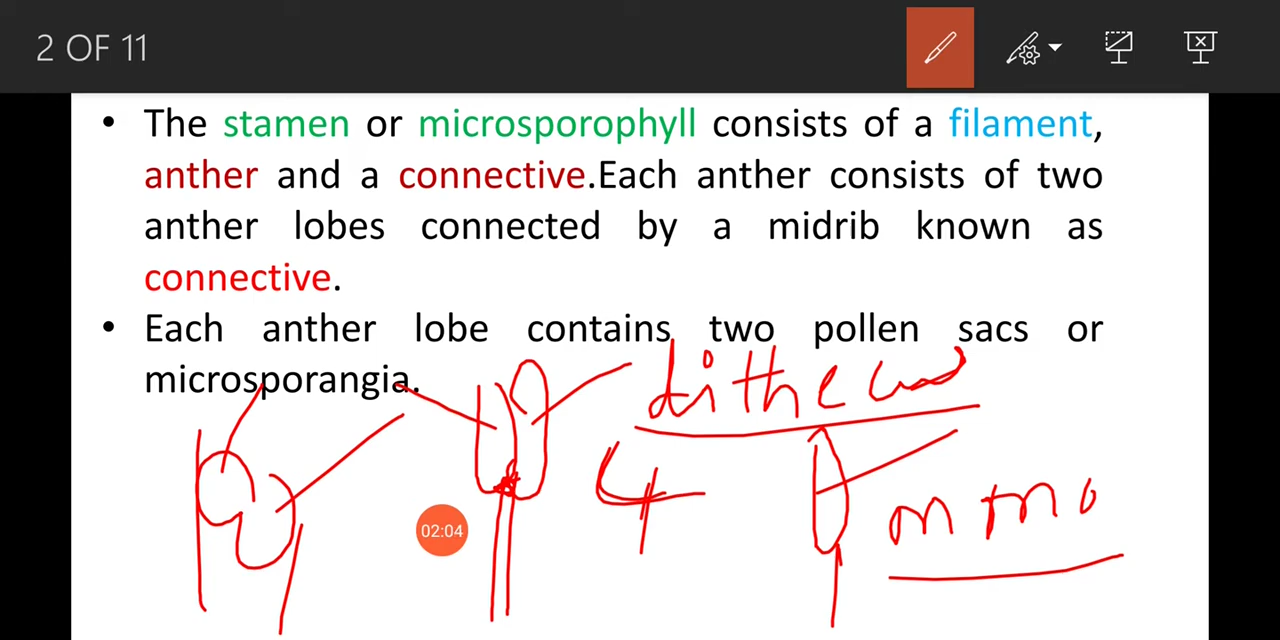 2 OF 11
• The stamen or microsporophyll consists of a filament,
anther and a connective.Each anther consists of two
anther lobes connected by a midrib known as
connective.
• Each anther lobe contains two pollen sacs or
microsporangia.
4
02:04